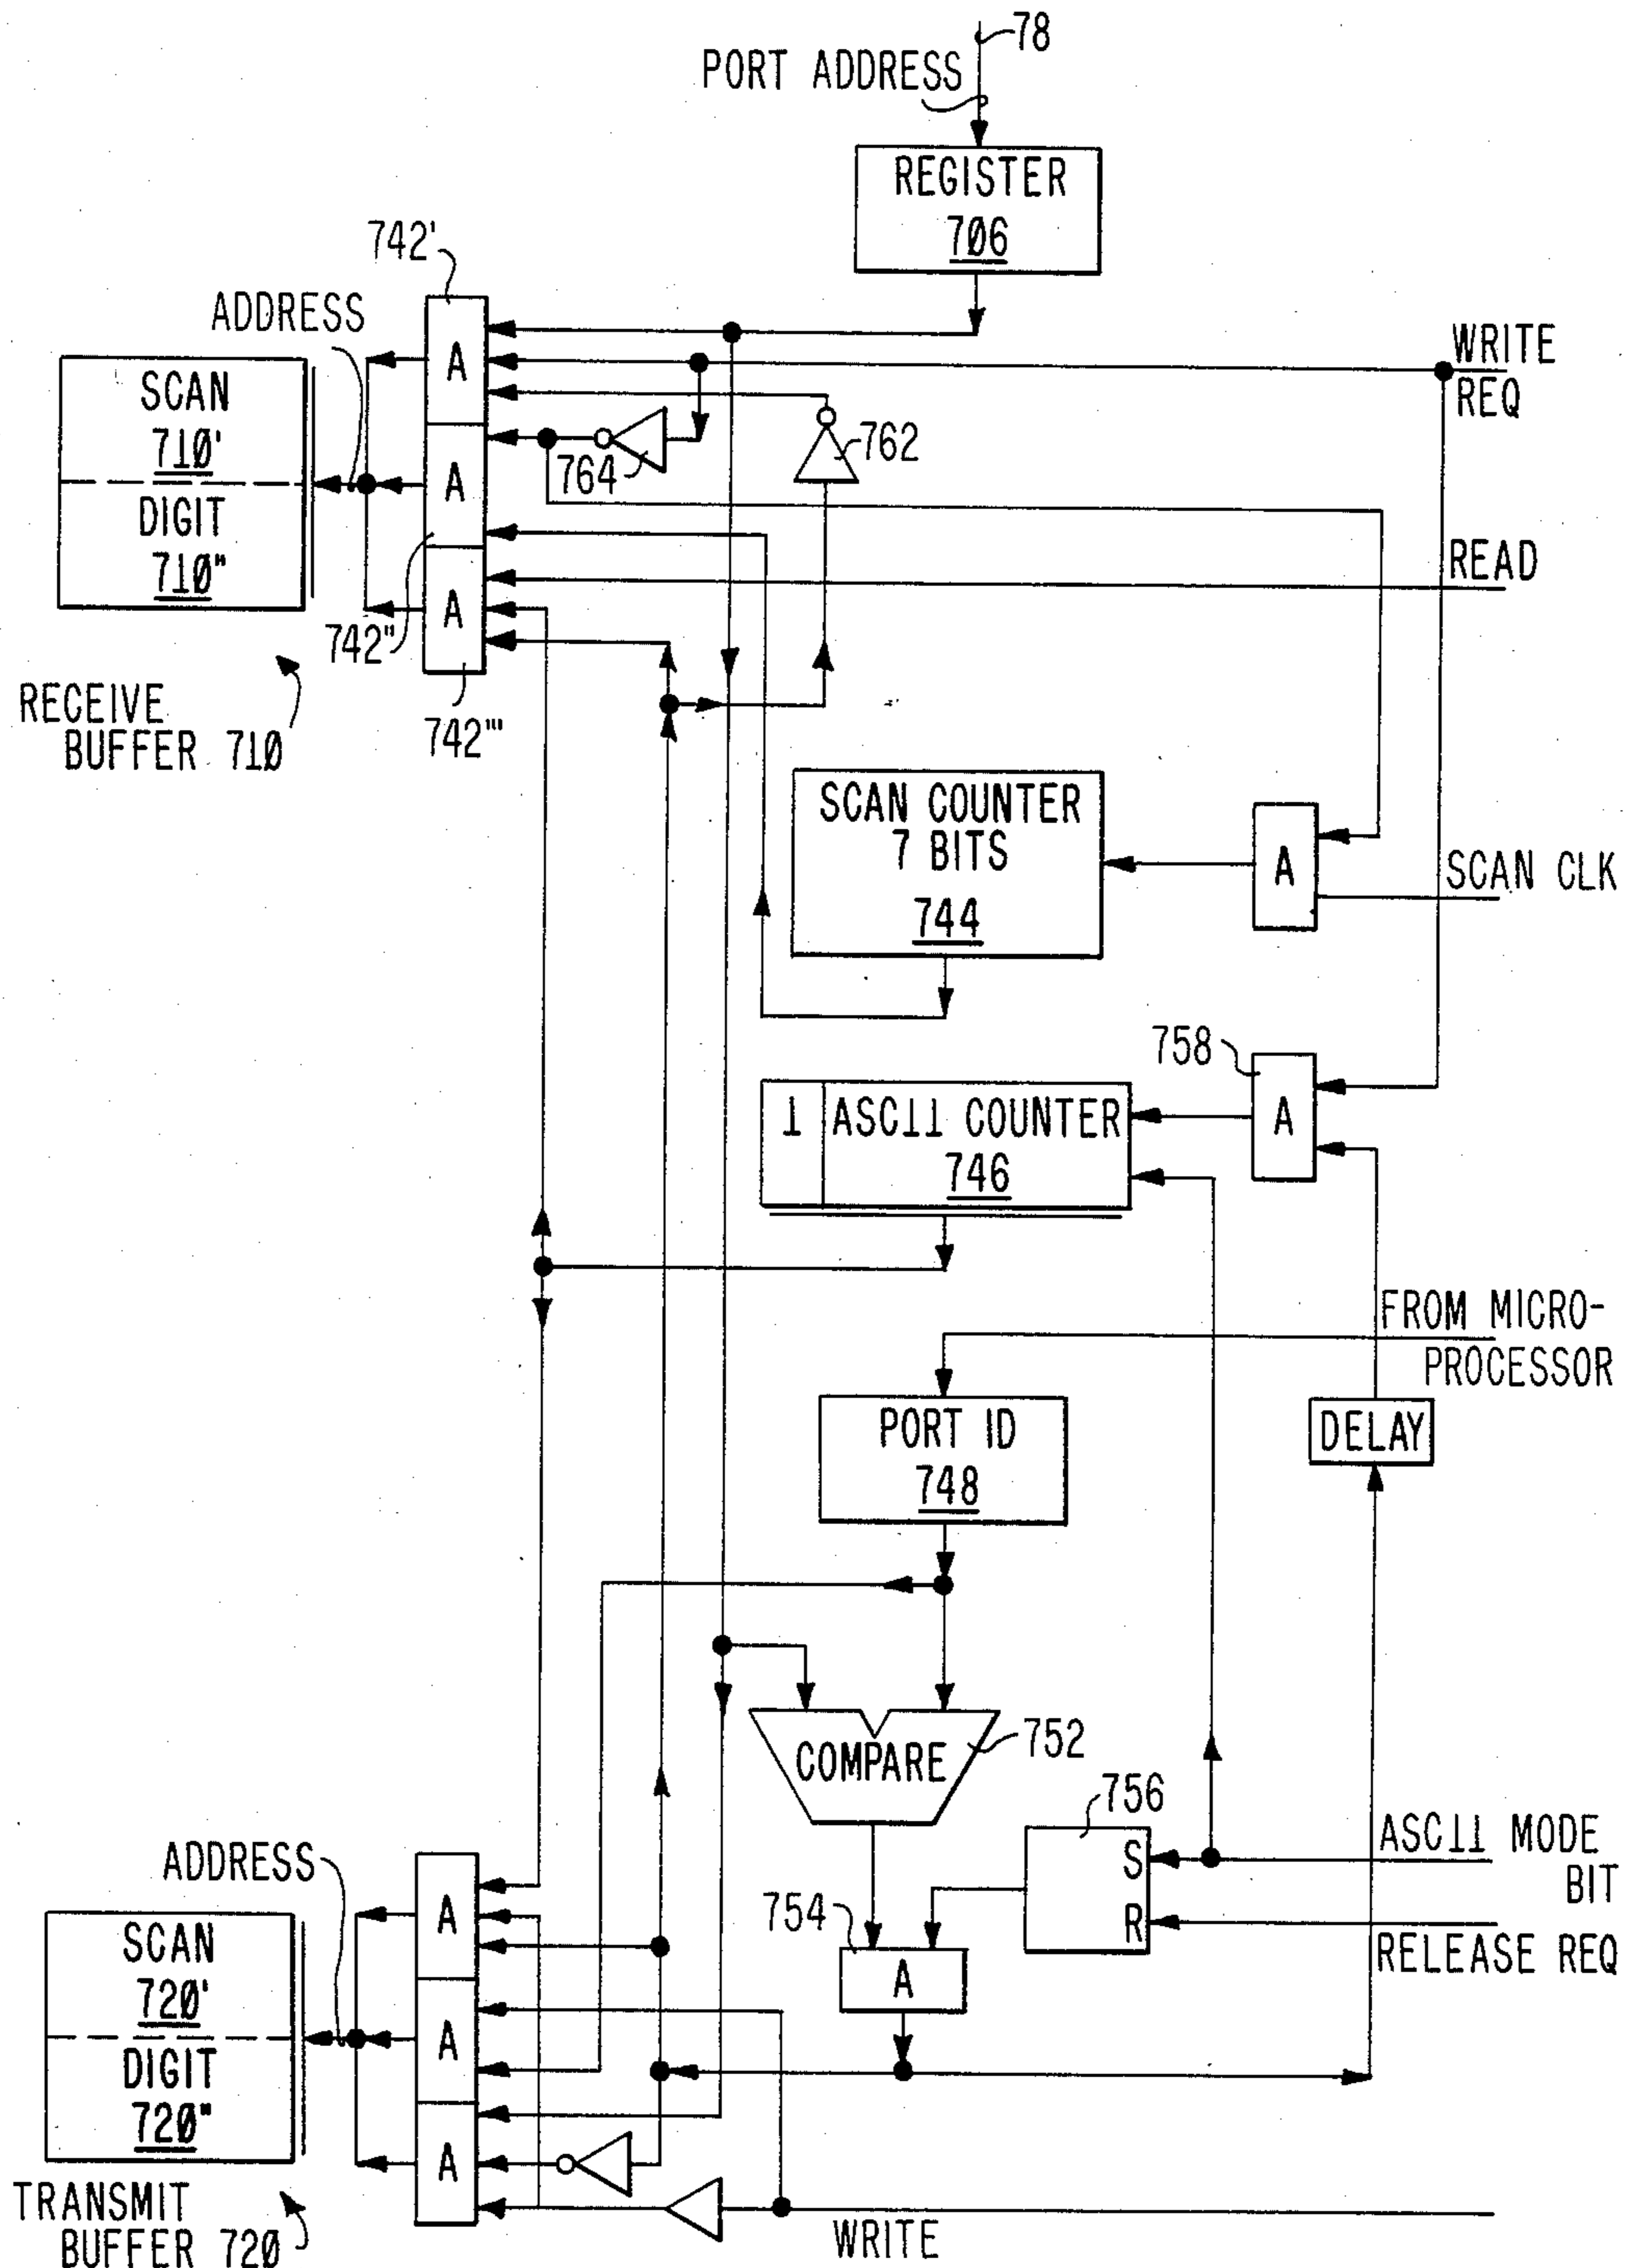 78
PORT ADDRESS
REGISTER
706
742'
ADDRESS
A
WRITE
REQ
SCAN
710'
DIGIT
710"
764
762
A
READ
A
742"
742'''
RECEIVE
BUFFER 710
SCAN COUNTER
7 BITS
744
A
SCAN CLK
758
1
ASCII COUNTER
746
A
FROM MICRO-
PROCESSOR
PORT ID
748
DELAY
COMPARE
752
756
S
R
ASCII MODE
BIT
RELEASE REQ
ADDRESS
754
A
A
SCAN
720'
DIGIT
720"
A
A
TRANSMIT
BUFFER 720
WRITE